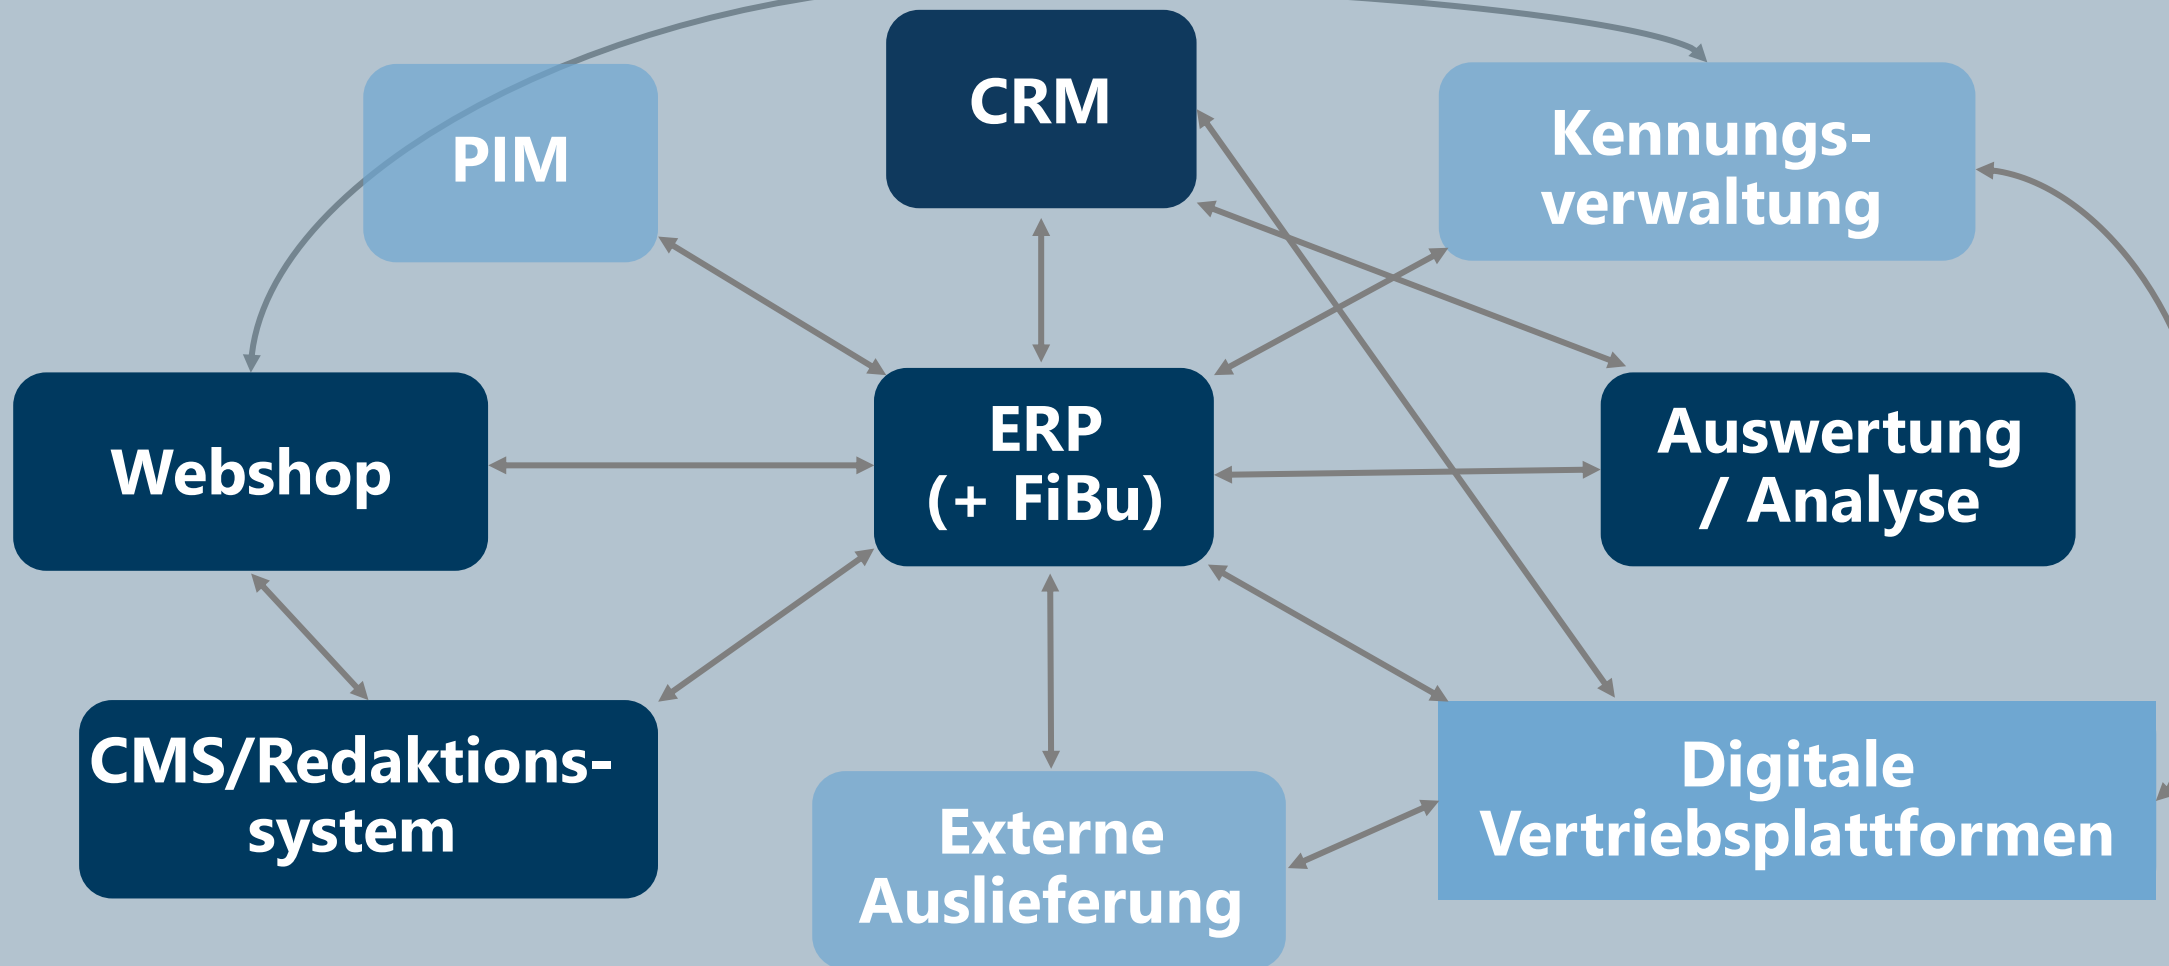 CRM
PIM
Kennungs-
verwaltung
Webshop
ERP
(+ FiBu)
Auswertung
/ Analyse
CMS/Redaktions-
system
Externe
Auslieferung
Digitale
Vertriebsplattformen